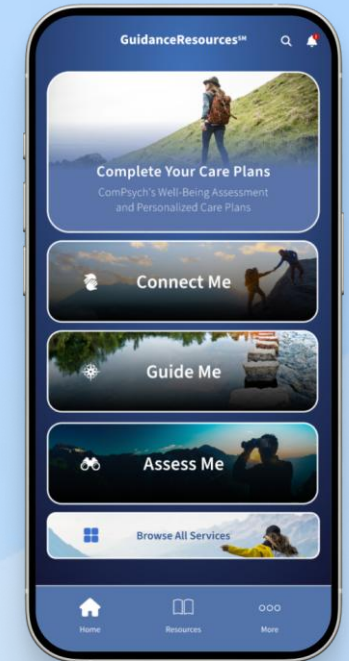 GuidanceResources℠
Complete Your Care Plans
ComPsych's Well-Being Assessment
and Personalized Care Plans
Connect Me
Guide Me
Assess Me
Browse All Services
Home
Resources
More